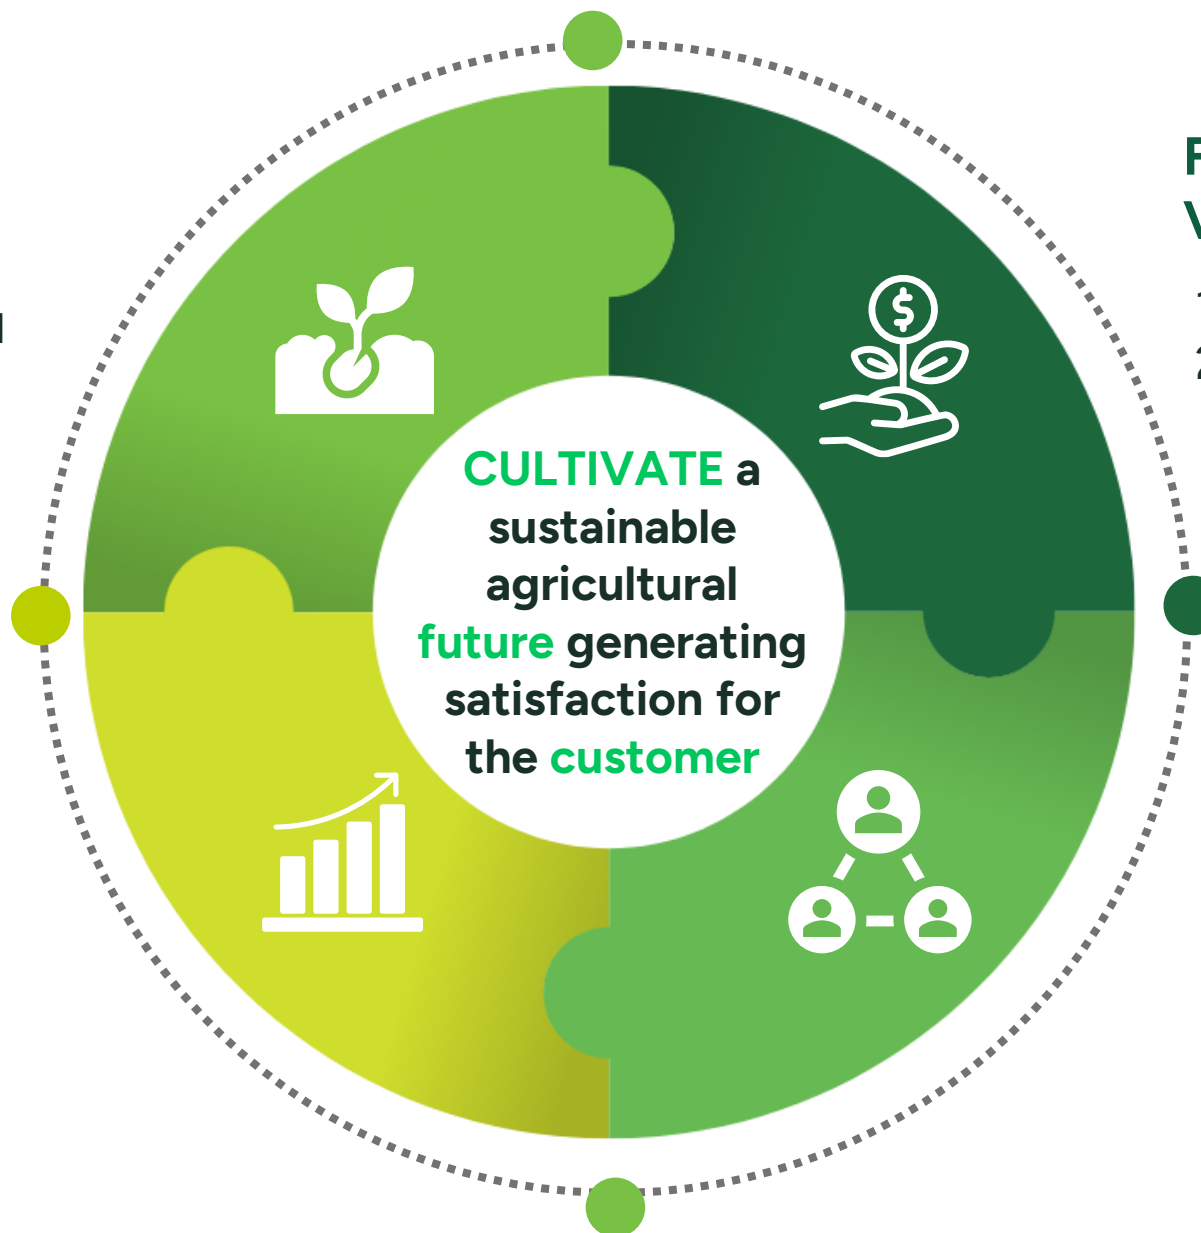 CULTIVATE a
sustainable
agricultural
future generating
satisfaction for
the customer
$